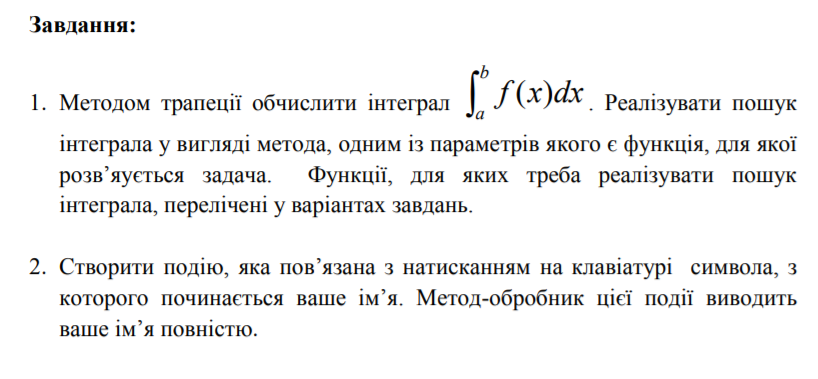 Завдання:
1. Методом трапеції обчислити інтеграл ∫ₐᵇ f(x)dx . Реалізувати пошук
інтеграла у вигляді метода, одним із параметрів якого є функція, для якої
розв’яується задача. Функції, для яких треба реалізувати пошук
інтеграла, перелічені у варіантах завдань.
2. Створити подію, яка пов’язана з натисканням на клавіатурі символа, з
которого починається ваше ім’я. Метод-обробник цієї події виводить
ваше ім’я повністю.